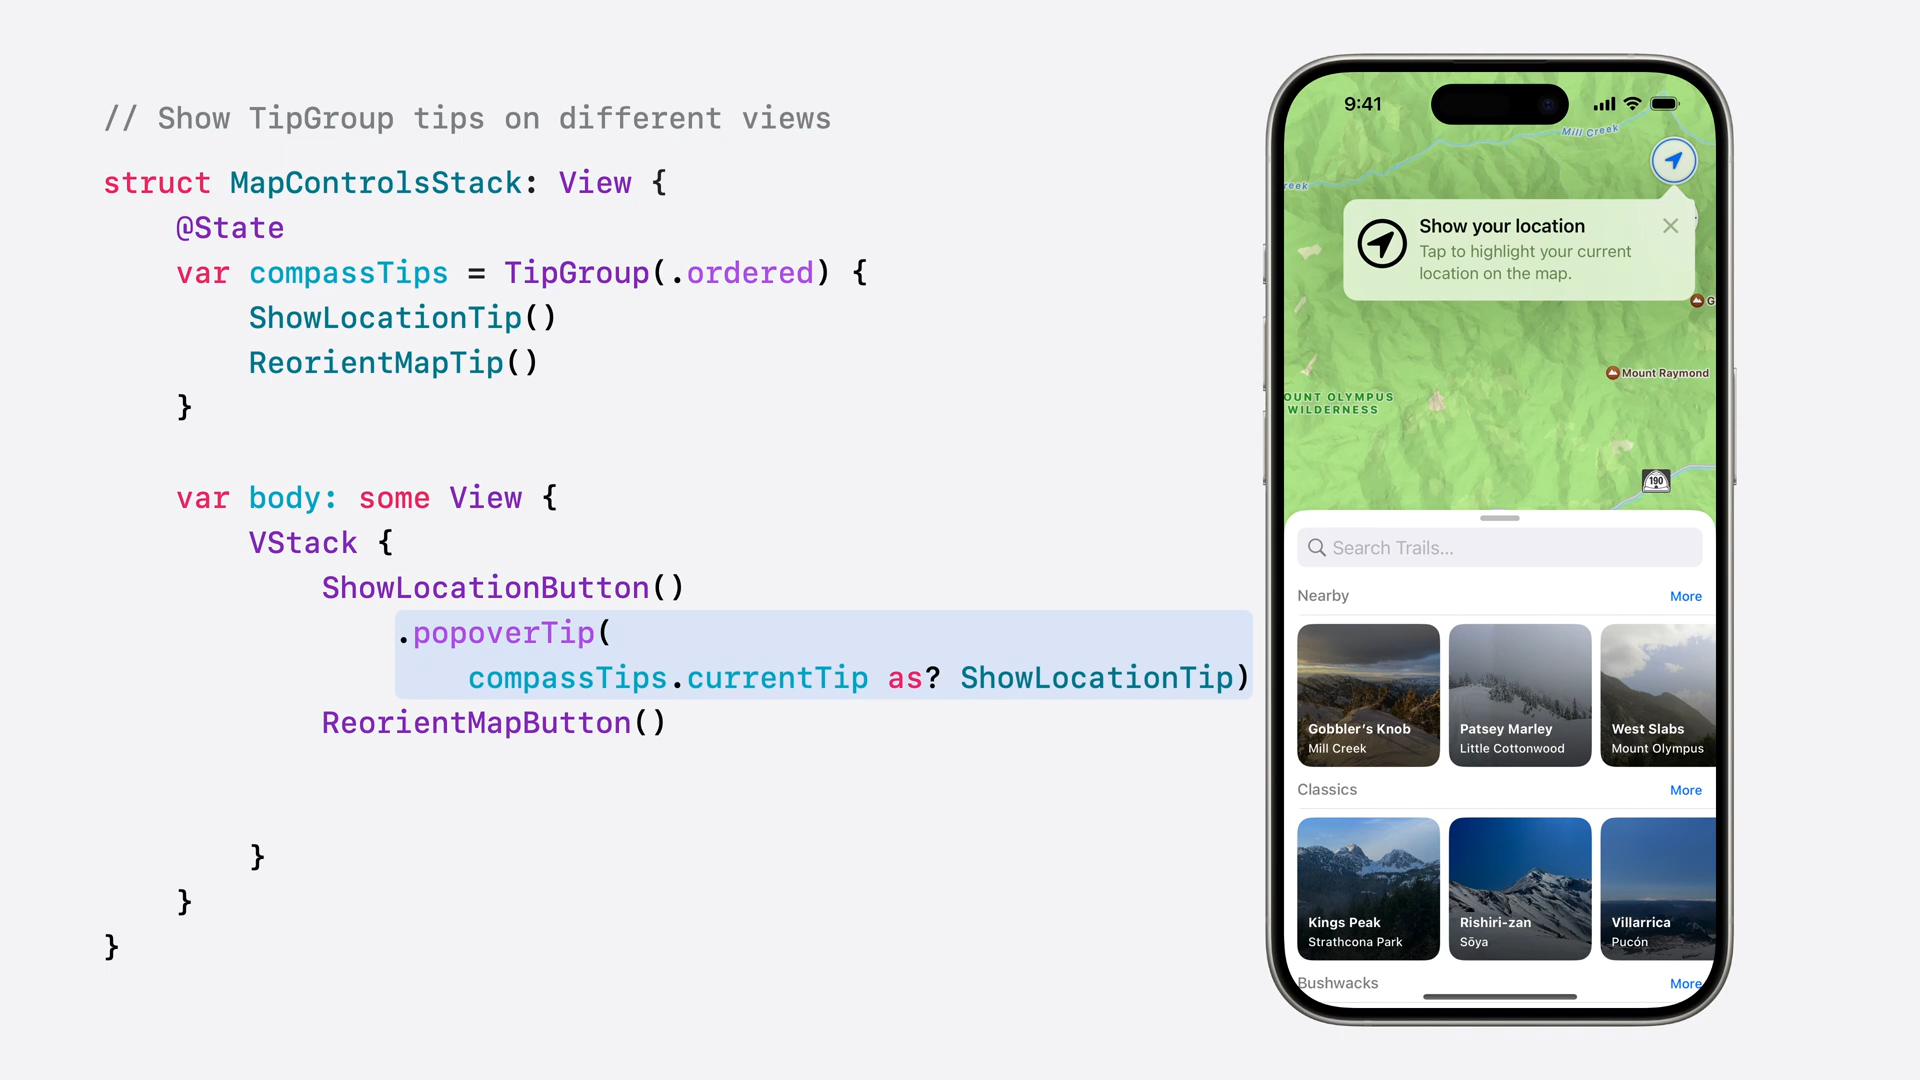 // Show TipGroup tips on different views
struct MapControlsStack: View {
    @State
    var compassTips = TipGroup(.ordered) {
        ShowLocationTip()
        ReorientMapTip()
    }
    var body: some View {
        VStack {
            ShowLocationButton()
                .popoverTip(
                    compassTips.currentTip as? ShowLocationTip)
            ReorientMapButton()
        }
    }
}
9:41
Mill Creek
reek
Show your location
Tap to highlight your current
location on the map.
G
Mount Raymond
OUNT OLYMPUS
WILDERNESS
190
Search Trails...
Nearby More
Gobbler’s Knob
Mill Creek
Patsey Marley
Little Cottonwood
West Slabs
Mount Olympus
Classics More
Kings Peak
Strathcona Park
Rishiri-zan
Sōya
Villarrica
Pucón
Bushwacks More